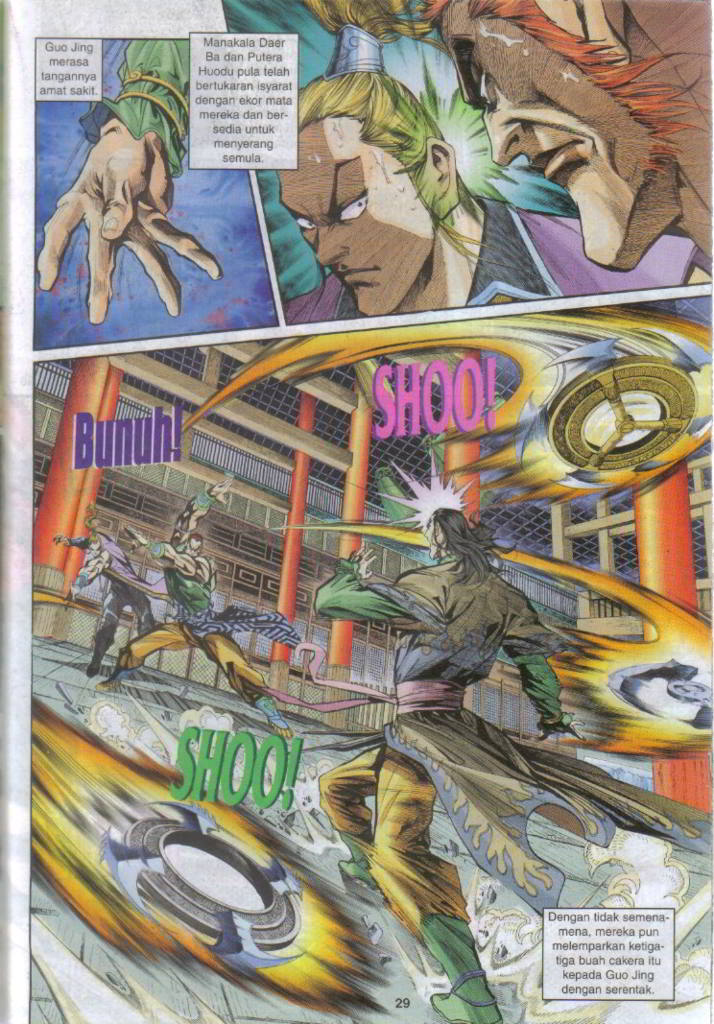 Guo Jing
merasa
tangannya
amat sakit.
Manakala Daer
Ba dan Putera
Huodu pula telah
bertukaran isyarat
dengan ekor mata
mereka dan ber-
sedia untuk
menyerang
semula.
Bunuh!
SHOO!
SHOO!
Dengan tidak semena-
mena, mereka pun
melemparkan ketiga-
tiga buah cakera itu
kepada Guo Jing
dengan serentak.
29